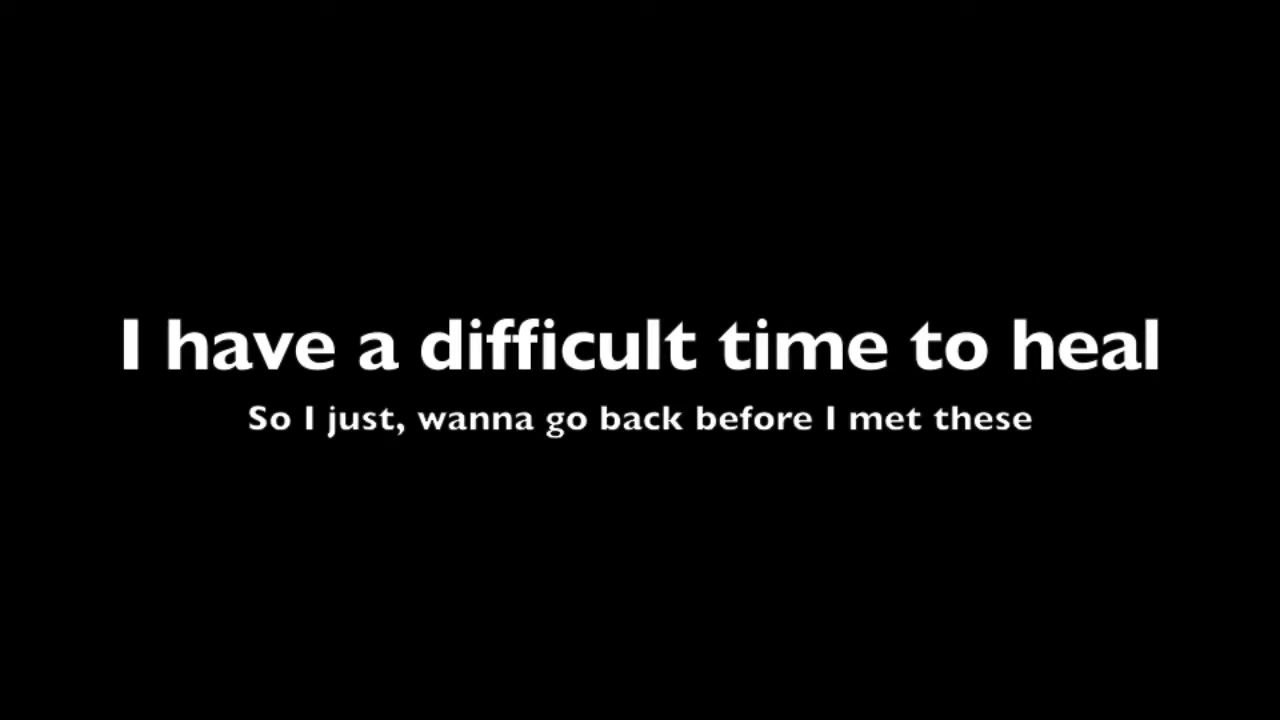 I have a difficult time to heal
So I just, wanna go back before I met these